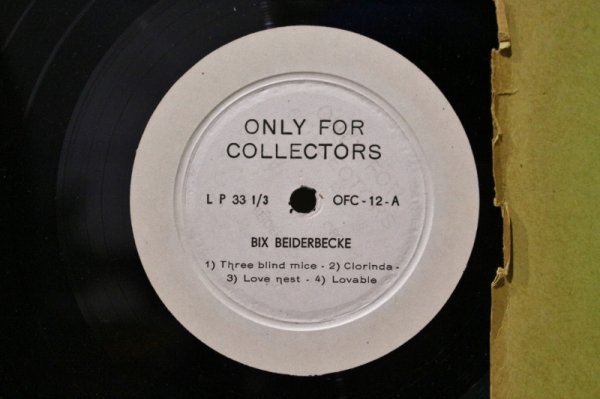 ONLY FOR
COLLECTORS
L P 33 1/3 OFC - 12 - A
BIX BEIDERBECKE
1) Three blind mice - 2) Clorinda -
3) Love nest - 4) Lovable